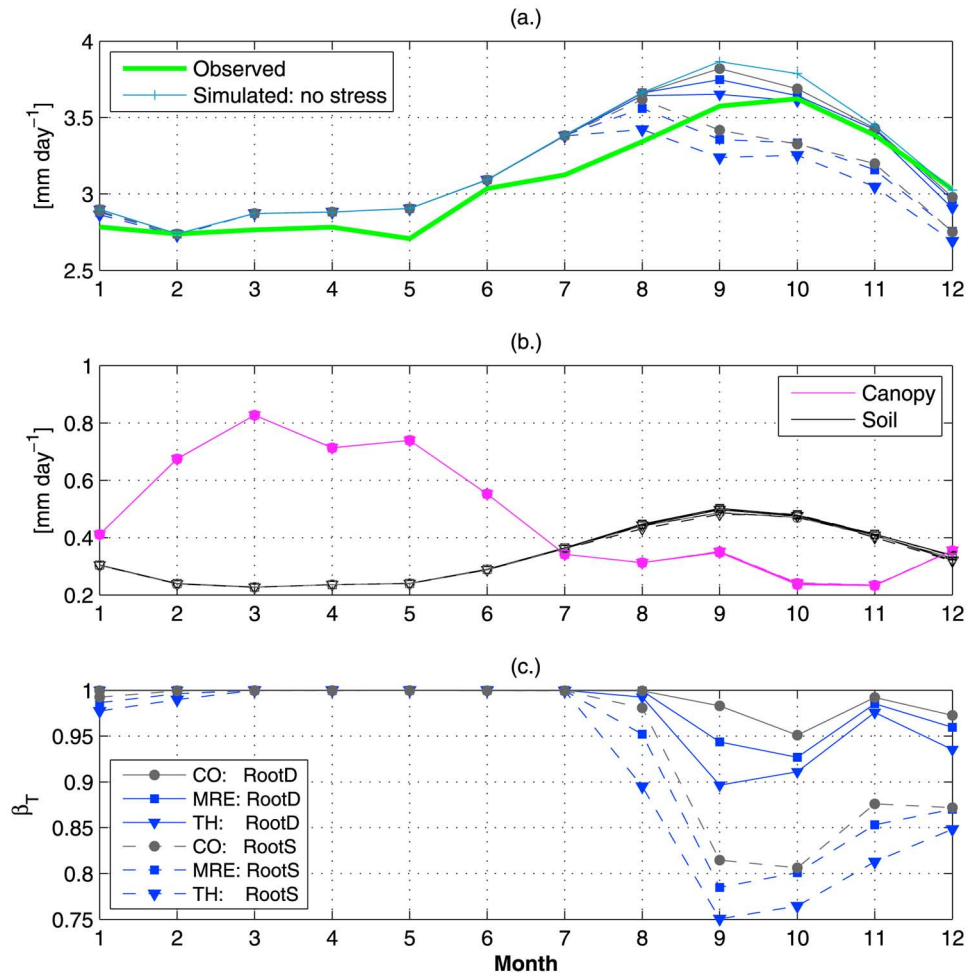 (a.)
[mm day⁻¹]
4
3.5
3
2.5
Observed
Simulated: no stress
1 2 3 4 5 6 7 8 9 10 11 12
(b.)
[mm day⁻¹]
1
0.8
0.6
0.4
0.2
Canopy
Soil
1 2 3 4 5 6 7 8 9 10 11 12
(c.)
β_T
1
0.95
0.9
0.85
0.8
0.75
CO: RootD
MRE: RootD
TH: RootD
CO: RootS
MRE: RootS
TH: RootS
1 2 3 4 5 6 7 8 9 10 11 12
Month